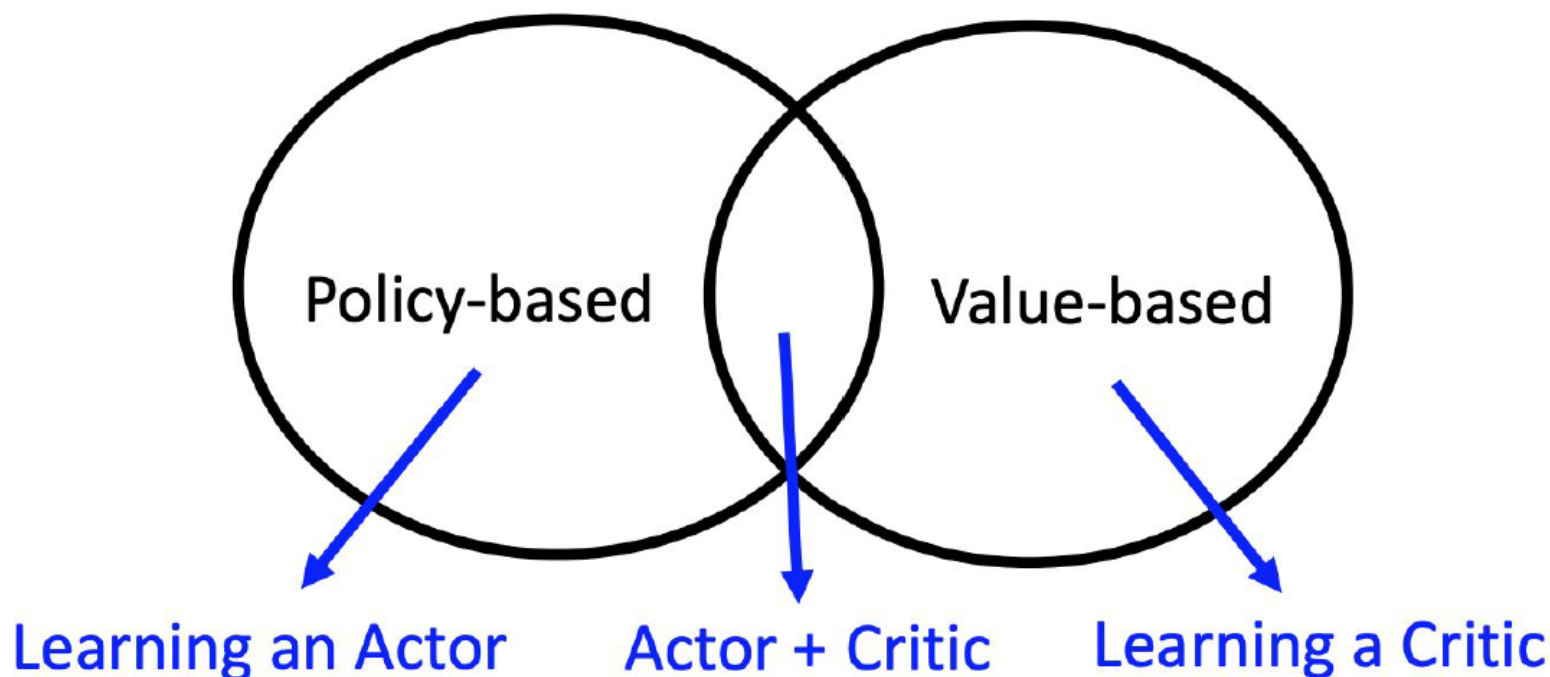 Policy-based
Value-based
Learning an Actor
Actor + Critic
Learning a Critic